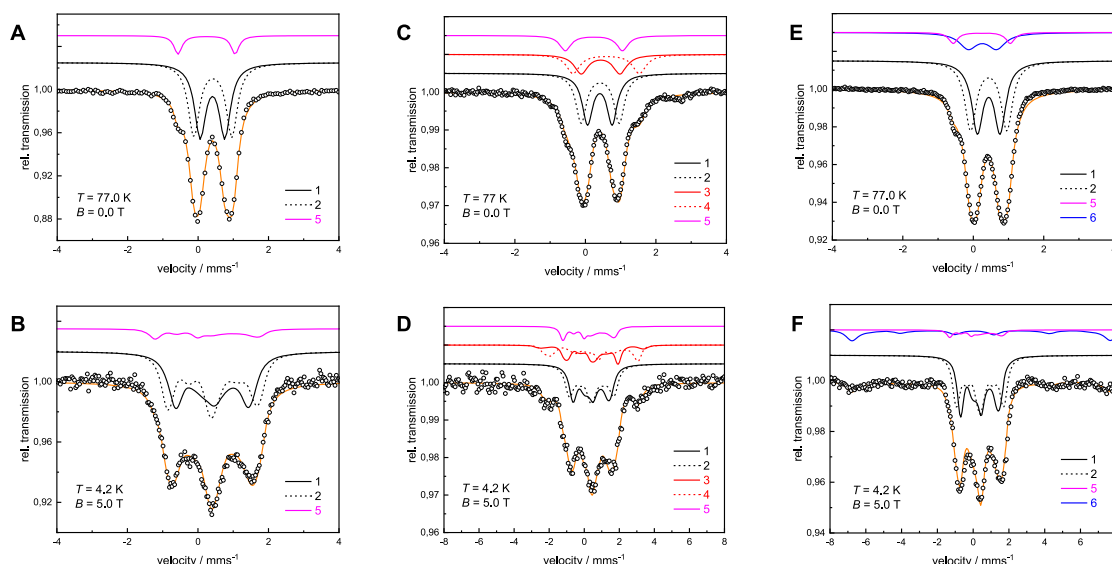 A
rel. transmission
1,00
0,96
0,92
0,88
T = 77.0 K
B = 0.0 T
1
2
5
-4 -2 0 2 4
velocity / mms⁻¹
C
rel. transmission
1,00
0,99
0,98
0,97
0,96
T = 77 K
B = 0.0 T
1
2
3
4
5
-4 -2 0 2 4
velocity / mms⁻¹
E
rel. transmission
1,00
0,98
0,96
0,94
0,92
T = 77.0 K
B = 0.0 T
1
2
5
6
-4 -2 0 2 4
velocity / mms⁻¹
B
rel. transmission
1,00
0,96
0,92
T = 4.2 K
B = 5.0 T
1
2
5
-4 -2 0 2 4
velocity / mms⁻¹
D
rel. transmission
1,00
0,99
0,98
0,97
0,96
T = 4.2 K
B = 5.0 T
1
2
3
4
5
-8 -6 -4 -2 0 2 4 6 8
velocity / mms⁻¹
F
rel. transmission
1,00
0,98
0,96
0,94
T = 4.2 K
B = 5.0 T
1
2
5
6
-8 -6 -4 -2 0 2 4 6
velocity / mms⁻¹